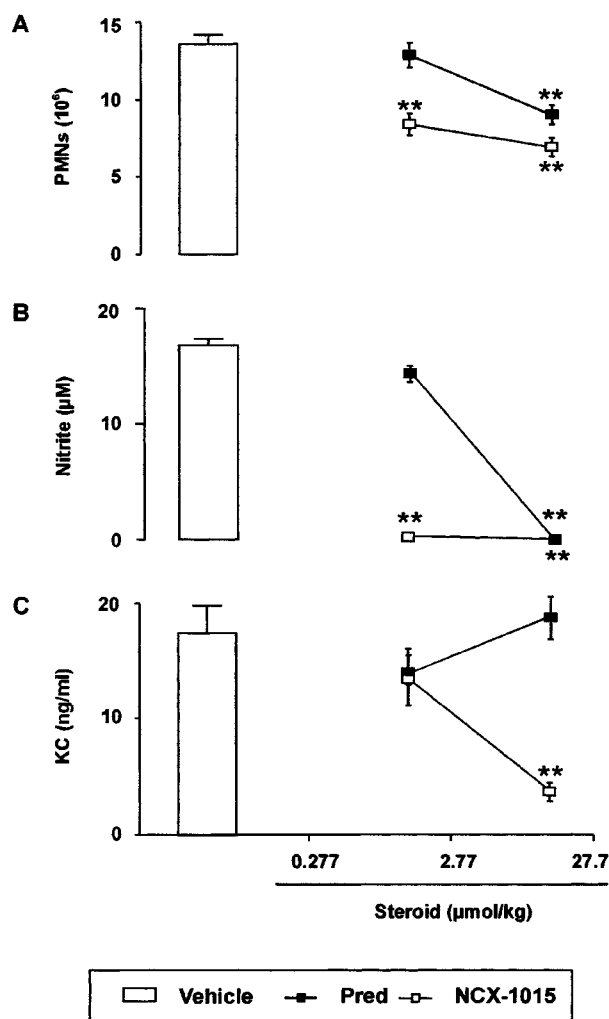 A
PMNs (10⁶)
15
10
5
0
**
**
**
B
Nitrite (µM)
20
10
0
**
**
**
C
KC (ng/ml)
20
10
0
**
0.277 2.77 27.7
Steroid (µmol/kg)
Vehicle Pred NCX-1015